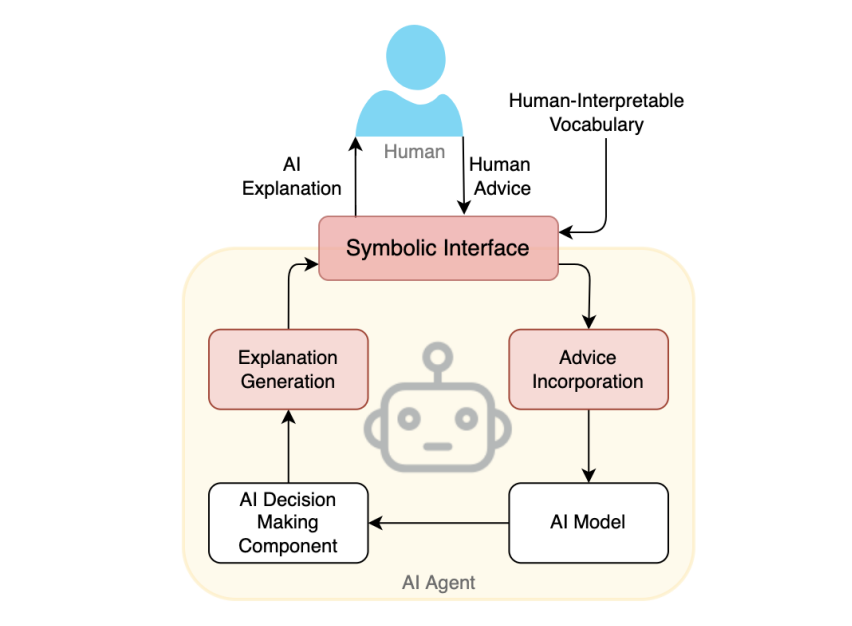 Human-Interpretable
Vocabulary
Human
AI
Explanation
Human
Advice
Symbolic Interface
Explanation
Generation
Advice
Incorporation
AI Decision
Making
Component
AI Model
AI Agent